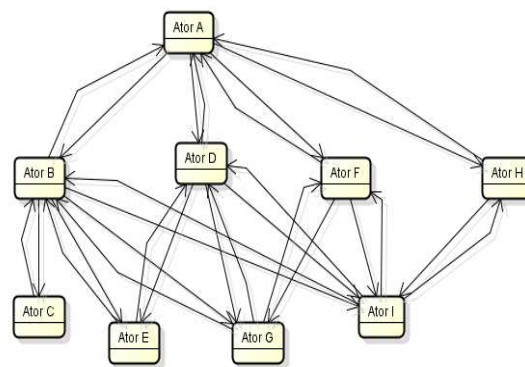 Ator A
Ator B
Ator D
Ator F
Ator H
Ator C
Ator E
Ator G
Ator I